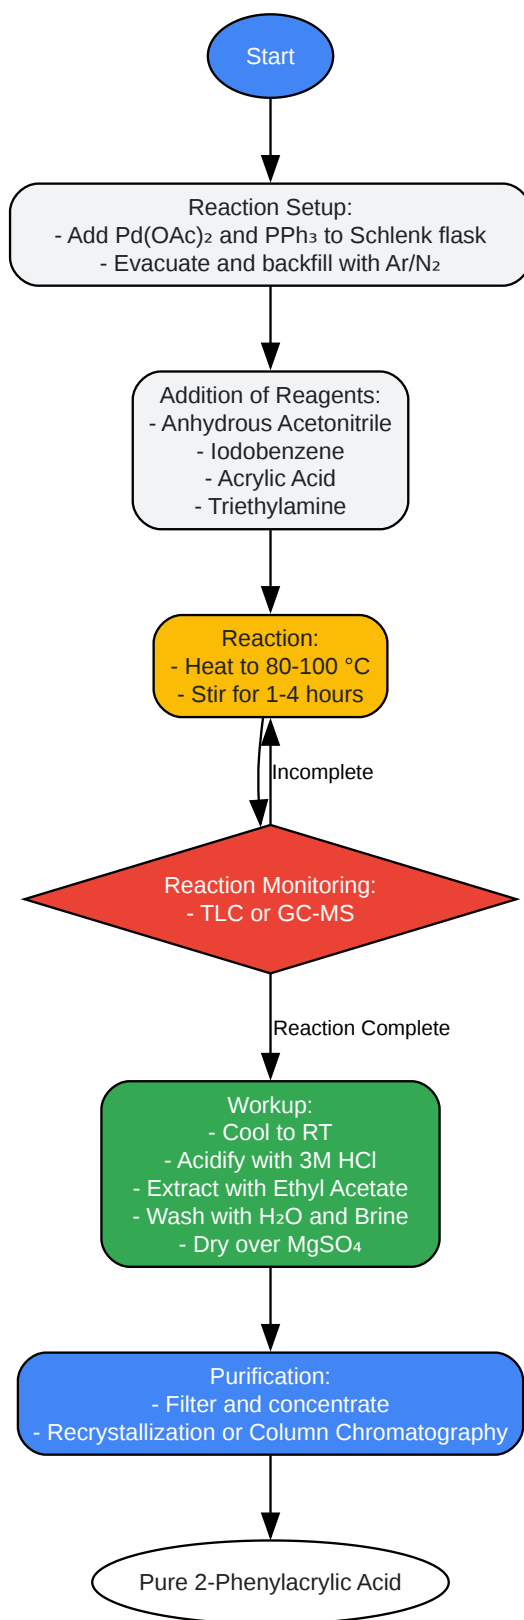 Start
Reaction Setup:
- Add Pd(OAc)₂ and PPh₃ to Schlenk flask
- Evacuate and backfill with Ar/N₂
Addition of Reagents:
- Anhydrous Acetonitrile
- Iodobenzene
- Acrylic Acid
- Triethylamine
Reaction:
- Heat to 80-100 °C
- Stir for 1-4 hours
Incomplete
Reaction Monitoring:
- TLC or GC-MS
Reaction Complete
Workup:
- Cool to RT
- Acidify with 3M HCl
- Extract with Ethyl Acetate
- Wash with H₂O and Brine
- Dry over MgSO₄
Purification:
- Filter and concentrate
- Recrystallization or Column Chromatography
Pure 2-Phenylacrylic Acid